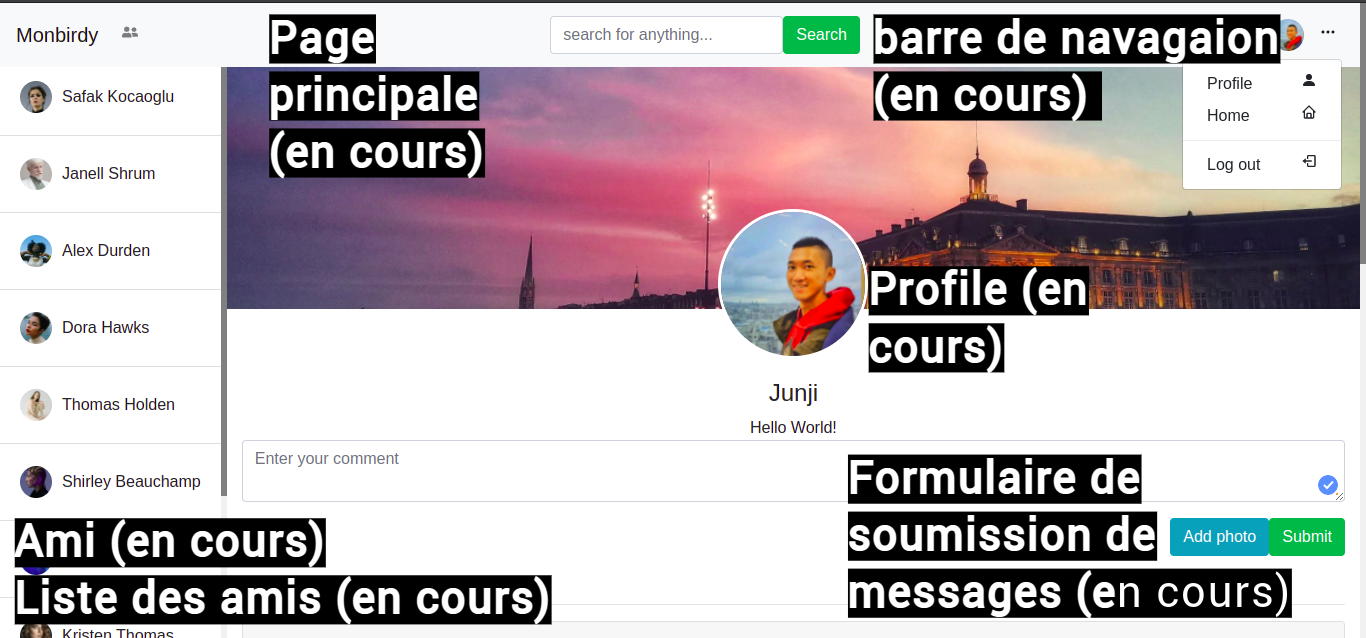 Monbirdy
Page
principale
(en cours)
search for anything...
Search
barre de navagaion
(en cours)
Profile
Home
Log out
Safak Kocaoglu
Janell Shrum
Alex Durden
Dora Hawks
Thomas Holden
Shirley Beauchamp
Profile (en
cours)
Junji
Hello World!
Enter your comment
Formulaire de
soumission de
messages (en cours)
Add photo
Submit
Ami (en cours)
Liste des amis (en cours)
Kristen Thomas